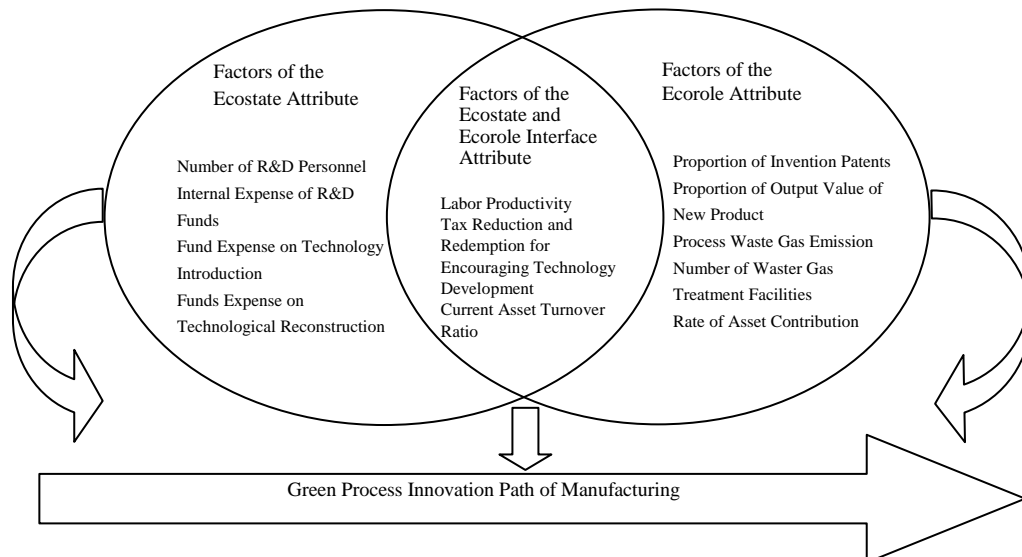 Factors of the
Ecostate Attribute
Number of R&D Personnel
Internal Expense of R&D
Funds
Fund Expense on Technology
Introduction
Funds Expense on
Technological Reconstruction
Factors of the
Ecostate and
Ecorole Interface
Attribute
Labor Productivity
Tax Reduction and
Redemption for
Encouraging Technology
Development
Current Asset Turnover
Ratio
Factors of the
Ecorole Attribute
Proportion of Invention Patents
Proportion of Output Value of
New Product
Process Waste Gas Emission
Number of Waster Gas
Treatment Facilities
Rate of Asset Contribution
Green Process Innovation Path of Manufacturing